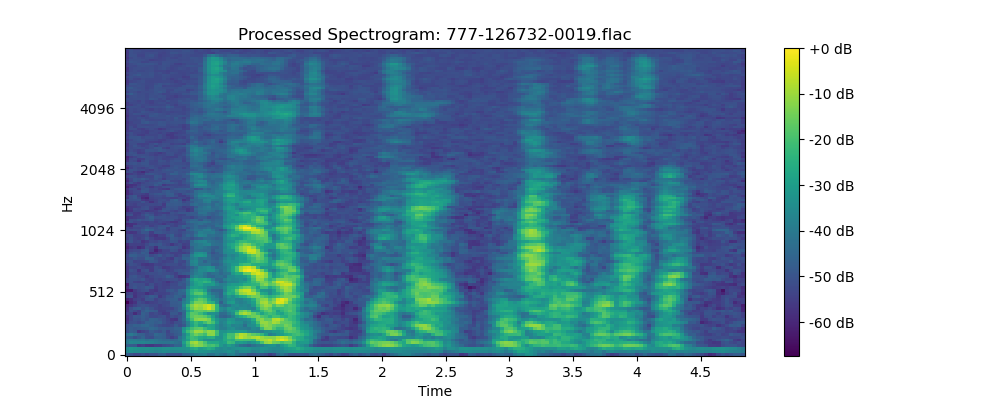 Processed Spectrogram: 777-126732-0019.flac
+0 dB
-10 dB
-20 dB
-30 dB
-40 dB
-50 dB
-60 dB
Hz
4096
2048
1024
512
0
0 0.5 1 1.5 2 2.5 3 3.5 4 4.5
Time